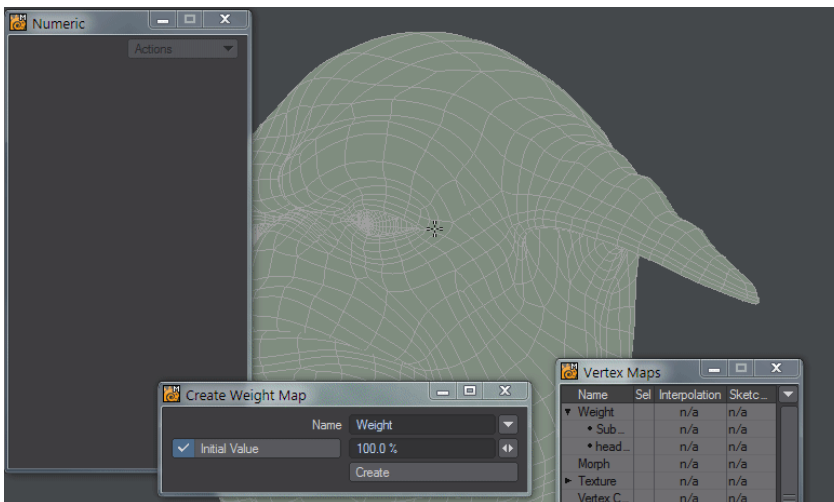 Numeric
Actions
Create Weight Map
Name Weight
Initial Value 100.0 %
Create
Vertex Maps
Name Sel Interpolation Sketc...
Weight n/a n/a
Sub... n/a n/a
head... n/a n/a
Morph n/a n/a
Texture n/a n/a
Vertex C... n/a n/a